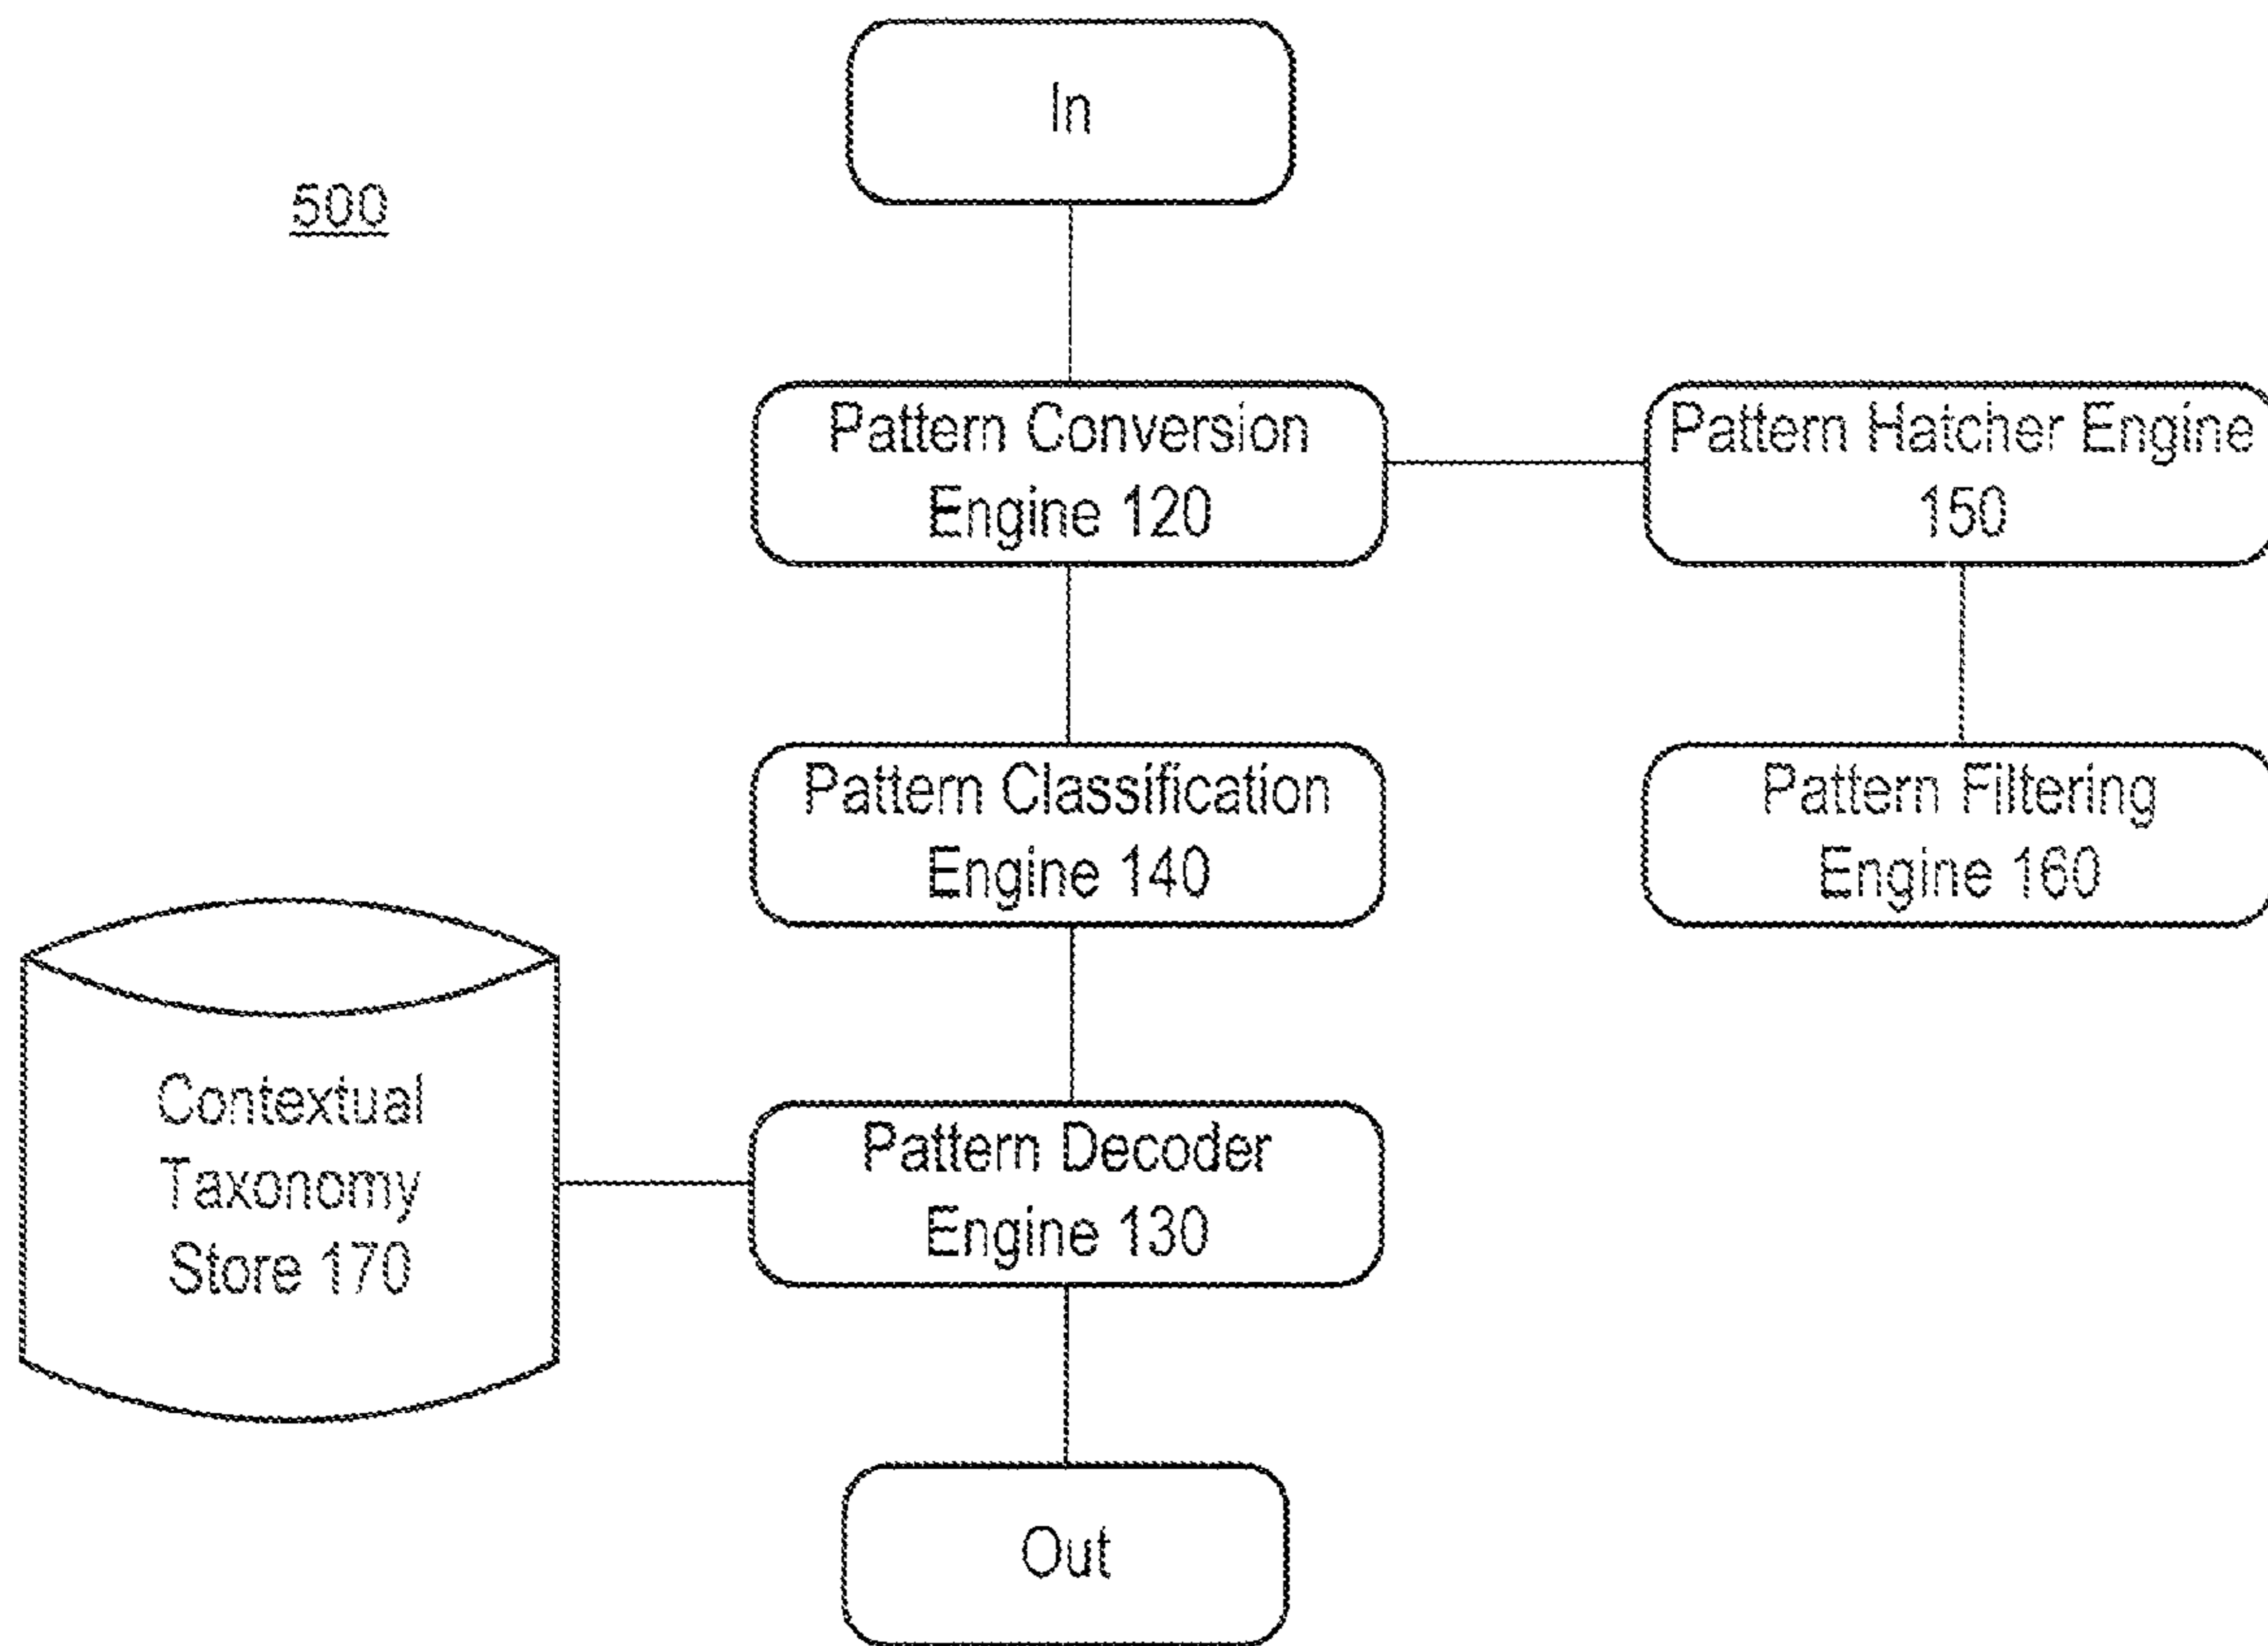 In
500
Pattern Conversion
Engine 120
Pattern Hatcher Engine
150
Pattern Classification
Engine 140
Pattern Filtering
Engine 160
Contextual
Taxonomy
Store 170
Pattern Decoder
Engine 130
Out